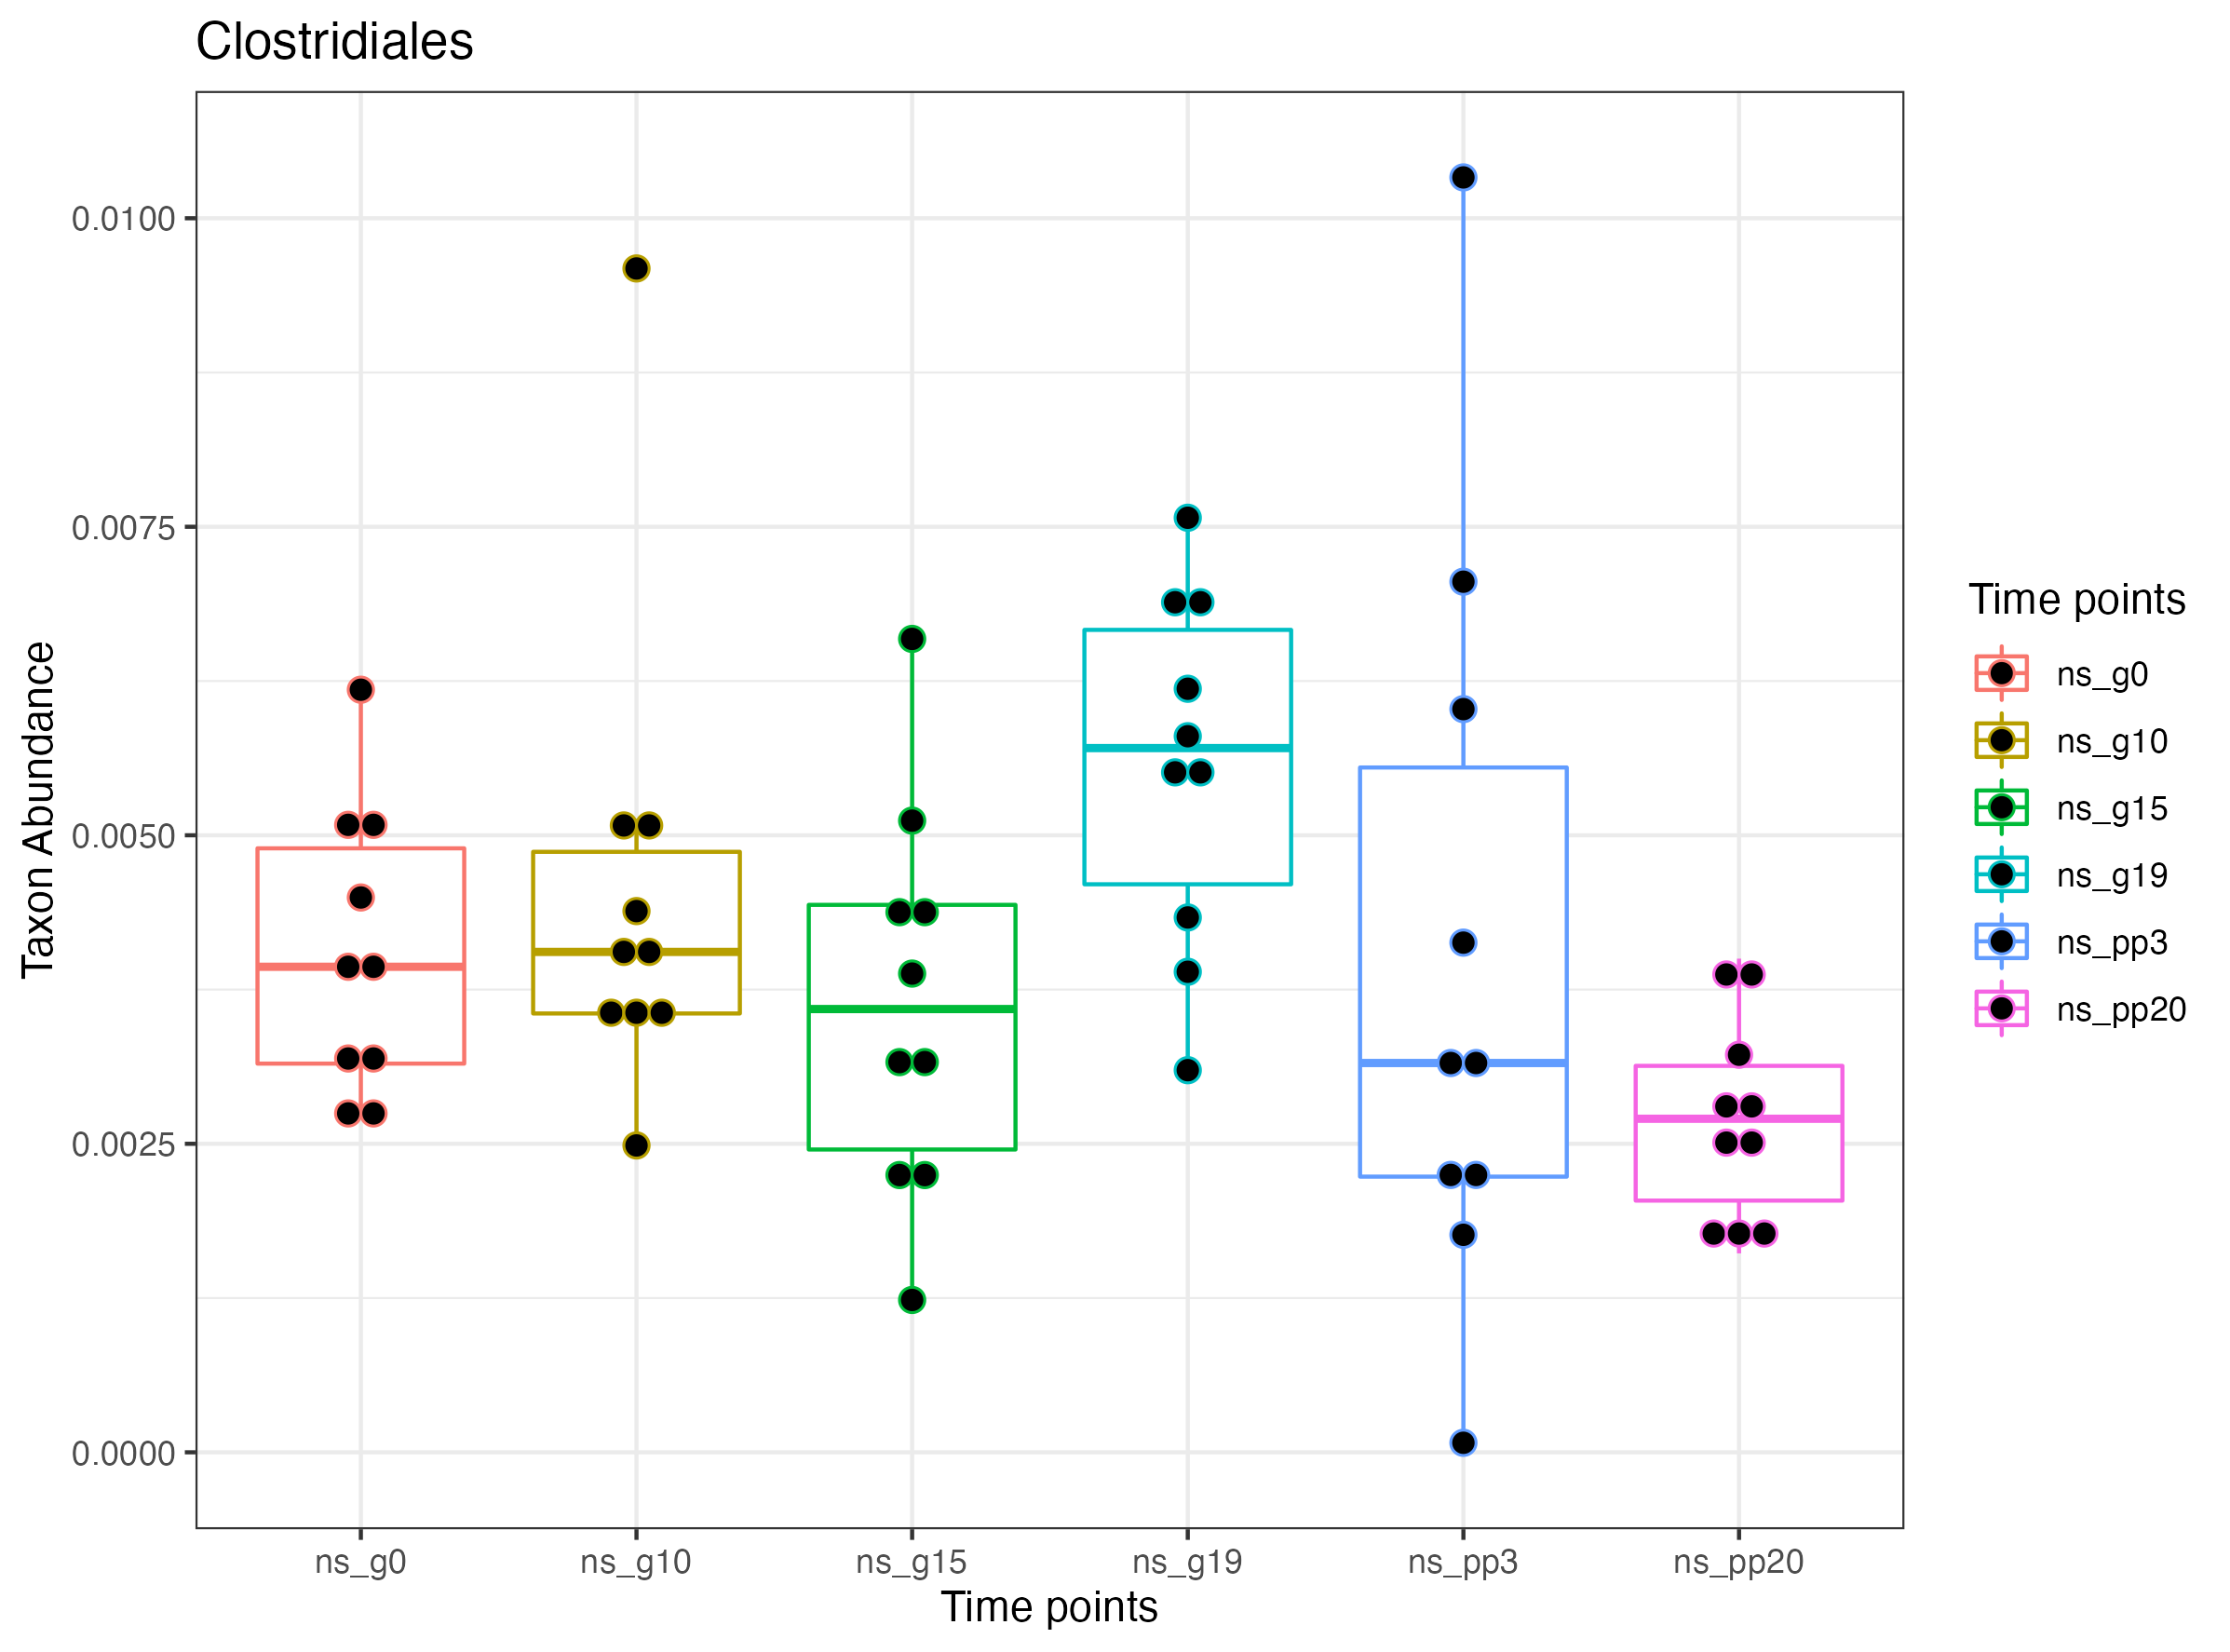 Clostridiales
Taxon Abundance
0.0100
0.0075
0.0050
0.0025
0.0000
ns_g0
ns_g10
ns_g15
ns_g19
ns_pp3
ns_pp20
Time points
Time points
ns_g0
ns_g10
ns_g15
ns_g19
ns_pp3
ns_pp20